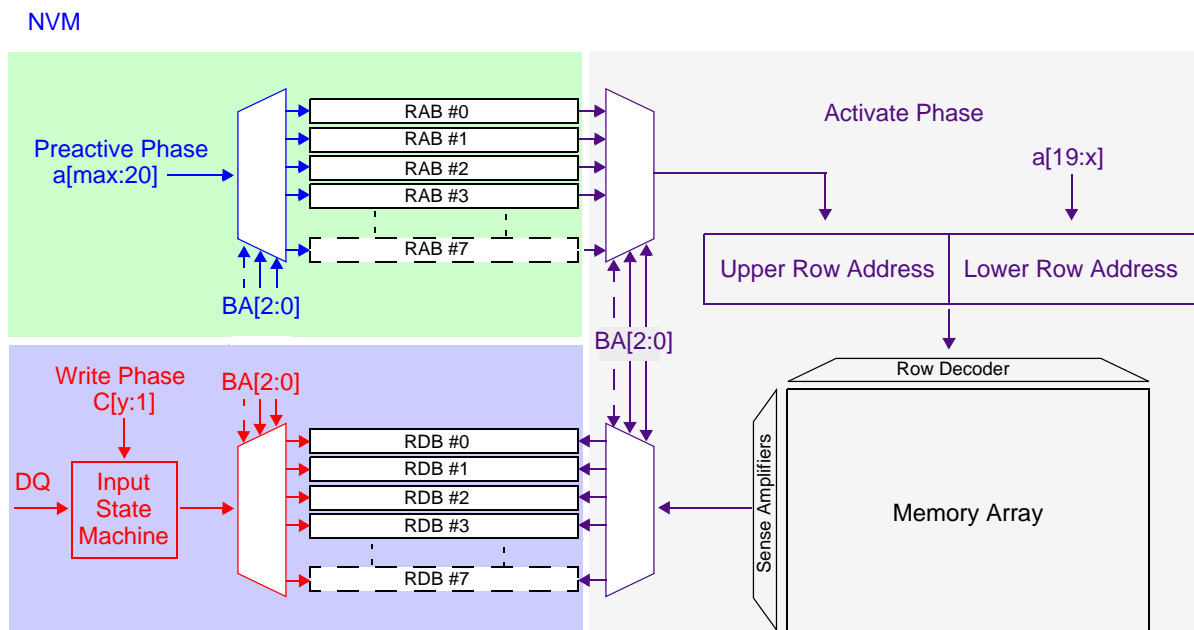 NVM
Preactive Phase
a[max:20]
RAB #0
RAB #1
RAB #2
RAB #3
RAB #7
BA[2:0]
Activate Phase
a[19:x]
Upper Row Address
Lower Row Address
BA[2:0]
Row Decoder
Sense Amplifiers
Memory Array
Write Phase
C[y:1]
BA[2:0]
DQ
Input
State
Machine
RDB #0
RDB #1
RDB #2
RDB #3
RDB #7